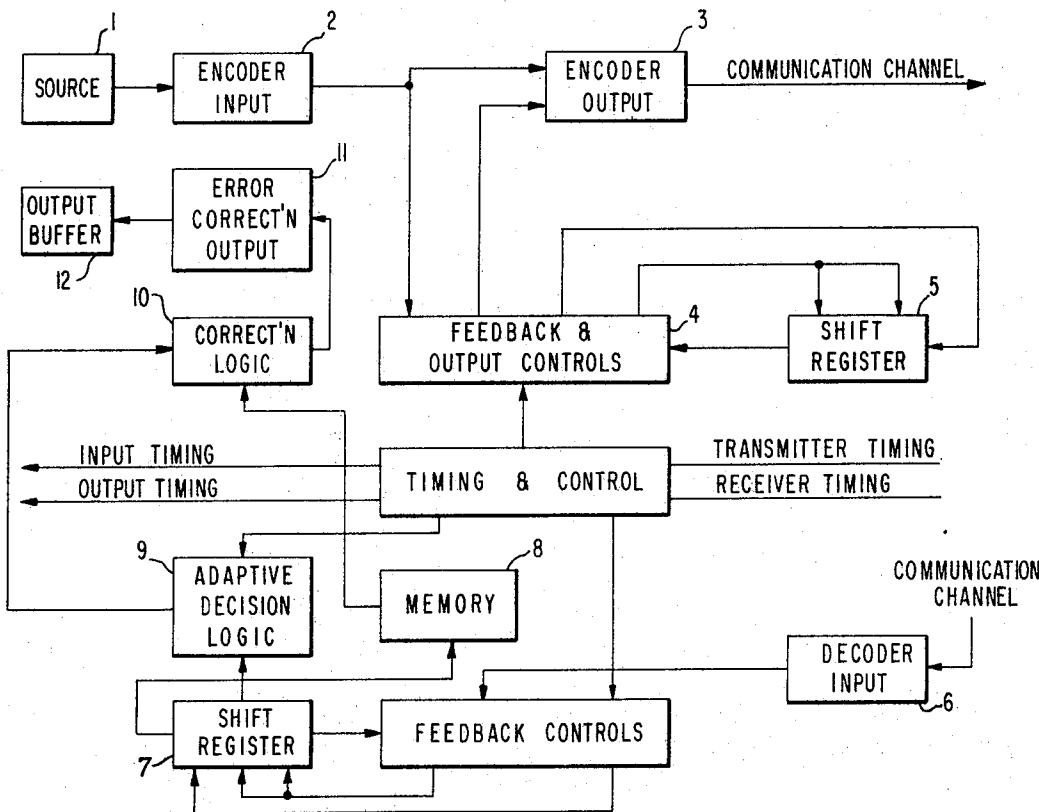 1
SOURCE
2
ENCODER
INPUT
3
ENCODER
OUTPUT
COMMUNICATION CHANNEL
OUTPUT
BUFFER
12
11
ERROR
CORRECT'N
OUTPUT
10
CORRECT'N
LOGIC
FEEDBACK &
OUTPUT CONTROLS
4
5
SHIFT
REGISTER
INPUT TIMING
OUTPUT TIMING
TIMING & CONTROL
TRANSMITTER TIMING
RECEIVER TIMING
9
ADAPTIVE
DECISION
LOGIC
8
MEMORY
COMMUNICATION
CHANNEL
DECODER
INPUT
6
SHIFT
REGISTER
7
FEEDBACK CONTROLS